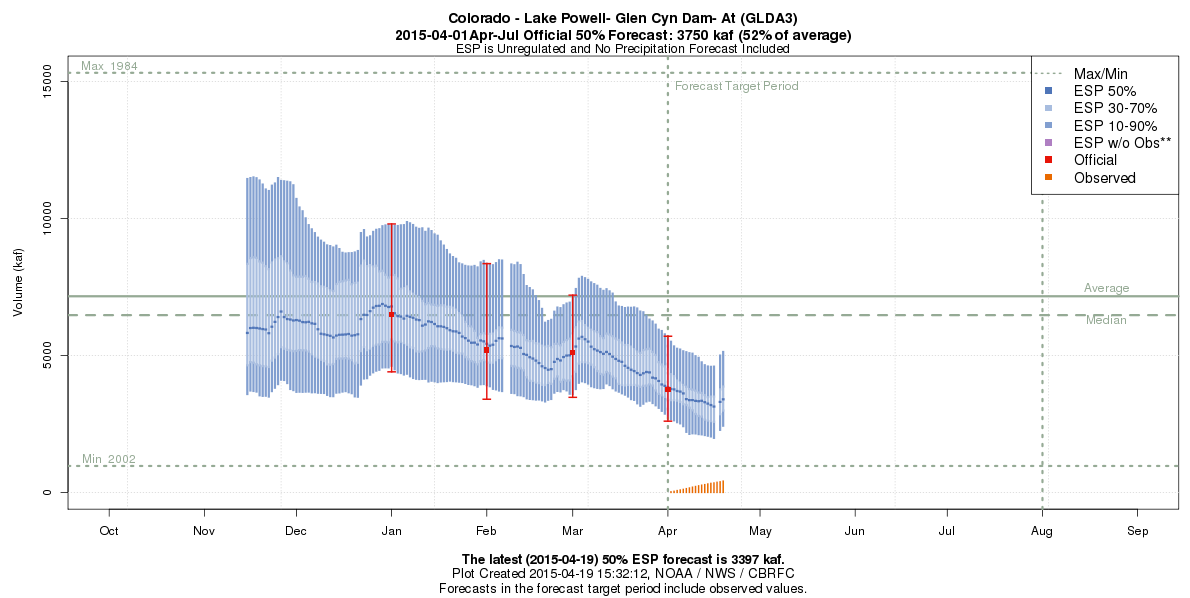 Colorado - Lake Powell- Glen Cyn Dam- At (GLDA3)
2015-04-01Apr-Jul Official 50% Forecast: 3750 kaf (52% of average)
ESP is Unregulated and No Precipitation Forecast Included
Max 1984
Forecast Target Period
Max/Min
ESP 50%
ESP 30-70%
ESP 10-90%
ESP w/o Obs**
Official
Observed
Average
Median
Min 2002
Volume (kaf)
15000
10000
5000
0
Oct Nov Dec Jan Feb Mar Apr May Jun Jul Aug Sep
The latest (2015-04-19) 50% ESP forecast is 3397 kaf.
Plot Created 2015-04-19 15:32:12, NOAA / NWS / CBRFC
Forecasts in the forecast target period include observed values.